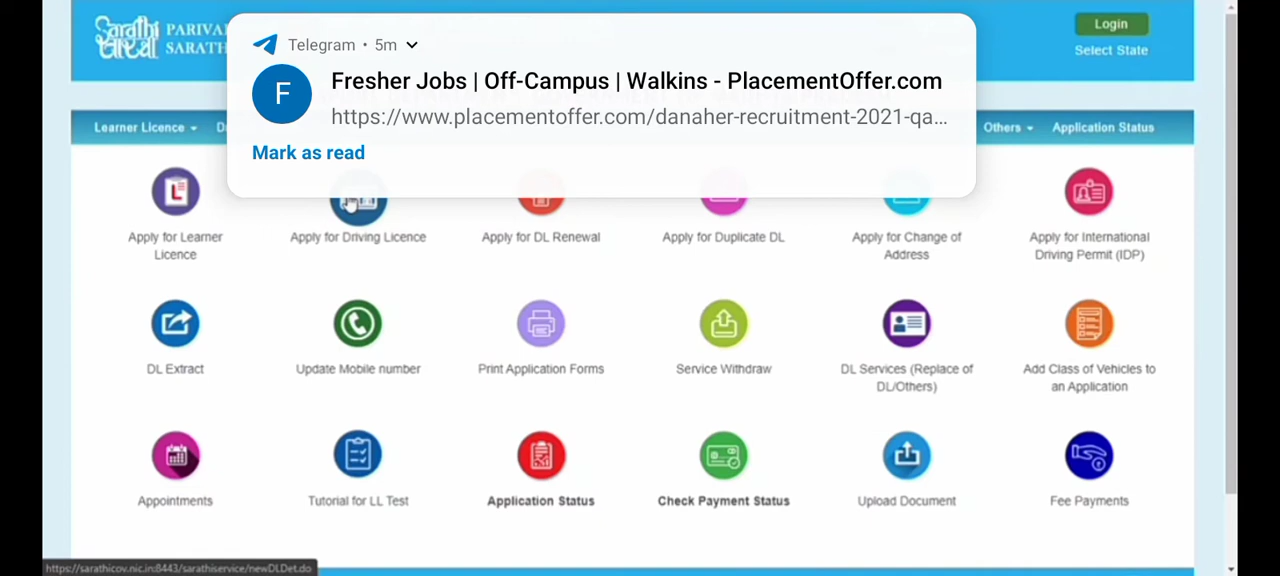 Sarathi
सारथी
PARIVA
SARATH
Login
Select State
Telegram • 5m
F
Fresher Jobs | Off-Campus | Walkins - PlacementOffer.com
https://www.placementoffer.com/danaher-recruitment-2021-qa...
Mark as read
Learner Licence
D
Others
Application Status
L
Apply for Learner
Licence
Apply for Driving Licence
Apply for DL Renewal
Apply for Duplicate DL
Apply for Change of
Address
Apply for International
Driving Permit (IDP)
DL Extract
Update Mobile number
Print Application Forms
Service Withdraw
DL Services (Replace of
DL/Others)
Add Class of Vehicles to
an Application
Appointments
Tutorial for LL Test
Application Status
Check Payment Status
Upload Document
Fee Payments
https://sarathicov.nic.in:8443/sarathiservice/newDLDet.do